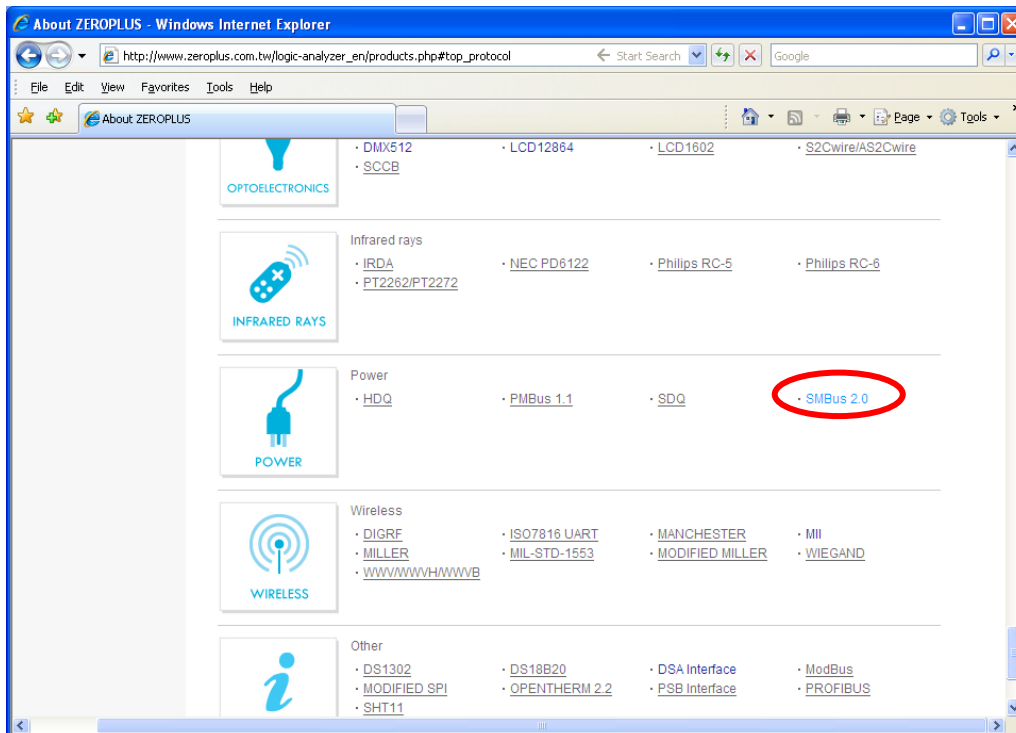 About ZEROPLUS - Windows Internet Explorer
http://www.zeroplus.com.tw/logic-analyzer_en/products.php#top_protocol Start Search Google
File Edit View Favorites Tools Help
About ZEROPLUS Page Tools
· DMX512 · LCD12864 · LCD1602 · S2Cwire/AS2Cwire
· SCCB
OPTOELECTRONICS
Infrared rays
· IRDA · NEC PD6122 · Philips RC-5 · Philips RC-6
· PT2262/PT2272
INFRARED RAYS
Power
· HDQ · PMBus 1.1 · SDQ · SMBus 2.0
POWER
Wireless
· DIGRF · ISO7816 UART · MANCHESTER · MII
· MILLER · MIL-STD-1553 · MODIFIED MILLER · WIEGAND
· WWV/WWVH/WWVB
WIRELESS
Other
· DS1302 · DS18B20 · DSA Interface · ModBus
· MODIFIED SPI · OPENTHERM 2.2 · PSB Interface · PROFIBUS
· SHT11